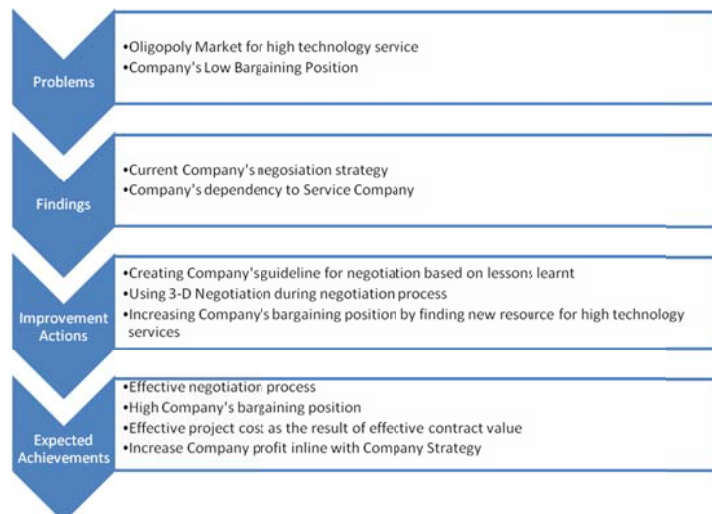 Problems
•Oligopoly Market for high technology service
•Company's Low Bargaining Position
Findings
•Current Company's negosiation strategy
•Company's dependency to Service Company
Improvement
Actions
•Creating Company'sguideline for negotiation based on lessons learnt
•Using 3-D Negotiation during negotiation process
•Increasing Company's bargaining position by finding new resource for high technology
services
Expected
Achievements
•Effective negotiation process
•High Company's bargaining position
•Effective project cost as the result of effective contract value
•Increase Company profit inline with Company Strategy